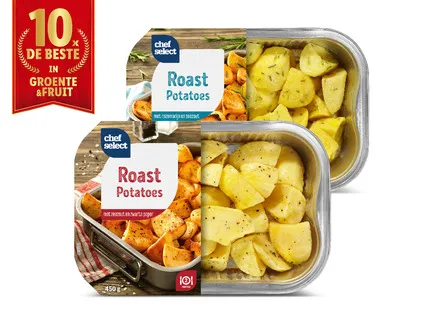 10x
DE BESTE
IN
GROENTE
&FRUIT
chef
select
Roast
Potatoes
met rozemarijn en zeezout
chef
select
Roast
Potatoes
met zeezout en zwarte peper
450 g